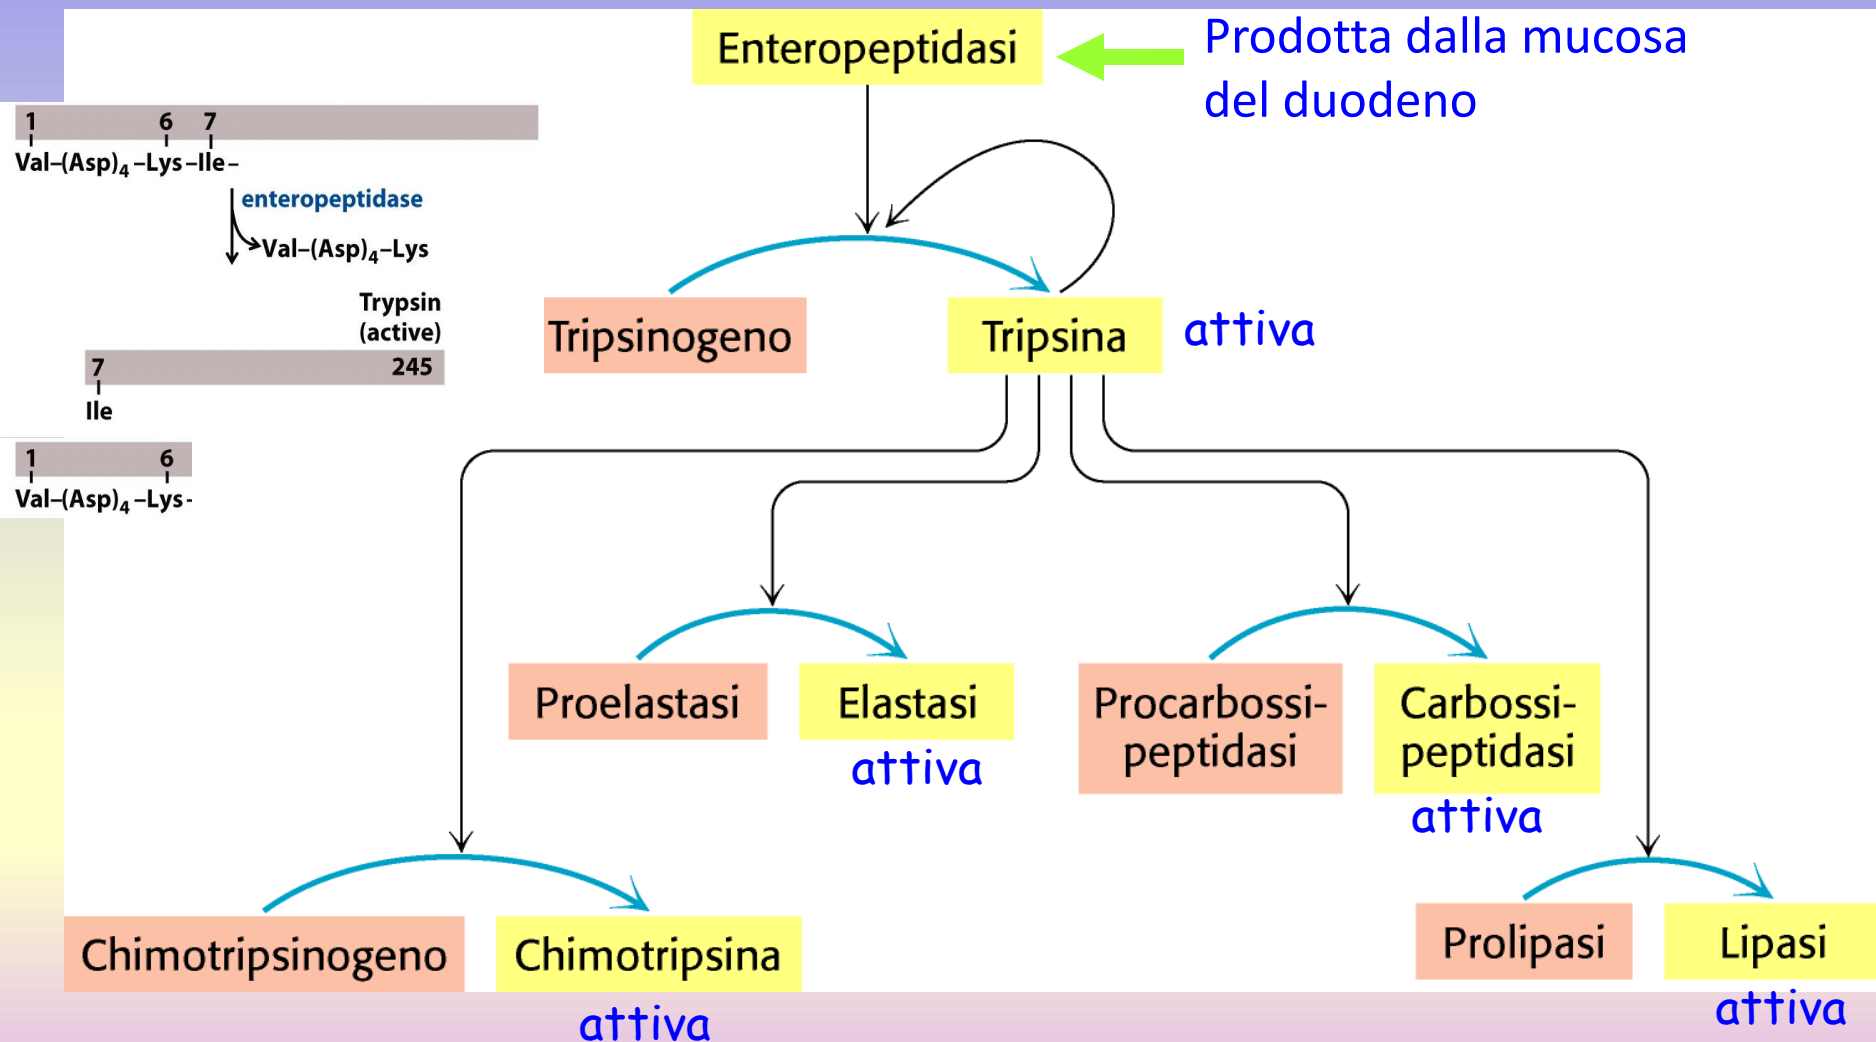 Enteropeptidasi
Prodotta dalla mucosa
del duodeno
1 6 7
Val–(Asp)₄ –Lys –Ile –
enteropeptidase
Val–(Asp)₄–Lys
Trypsin
(active)
7 245
Ile
1 6
Val–(Asp)₄ –Lys -
Tripsinogeno
Tripsina
attiva
Proelastasi
Elastasi
attiva
Procarbossi-
peptidasi
Carbossi-
peptidasi
attiva
Chimotripsinogeno
Chimotripsina
attiva
Prolipasi
Lipasi
attiva